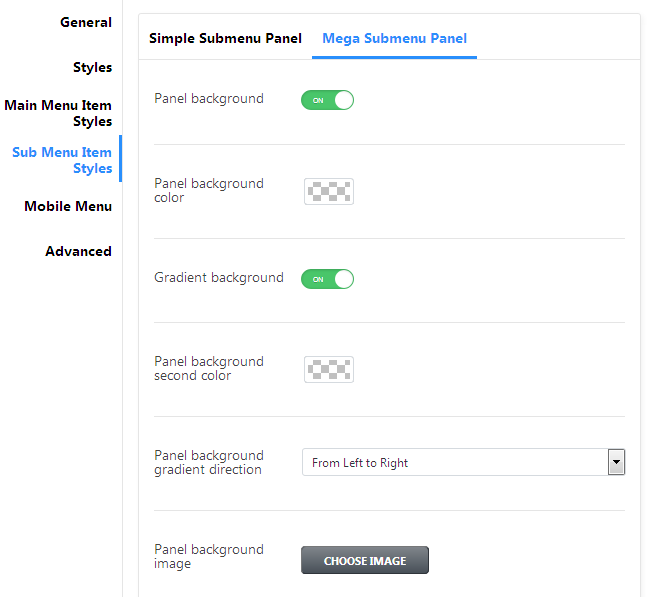 General
Styles
Main Menu Item
Styles
Sub Menu Item
Styles
Mobile Menu
Advanced
Simple Submenu Panel
Mega Submenu Panel
Panel background
ON
Panel background
color
Gradient background
ON
Panel background
second color
Panel background
gradient direction
From Left to Right
Panel background
image
CHOOSE IMAGE